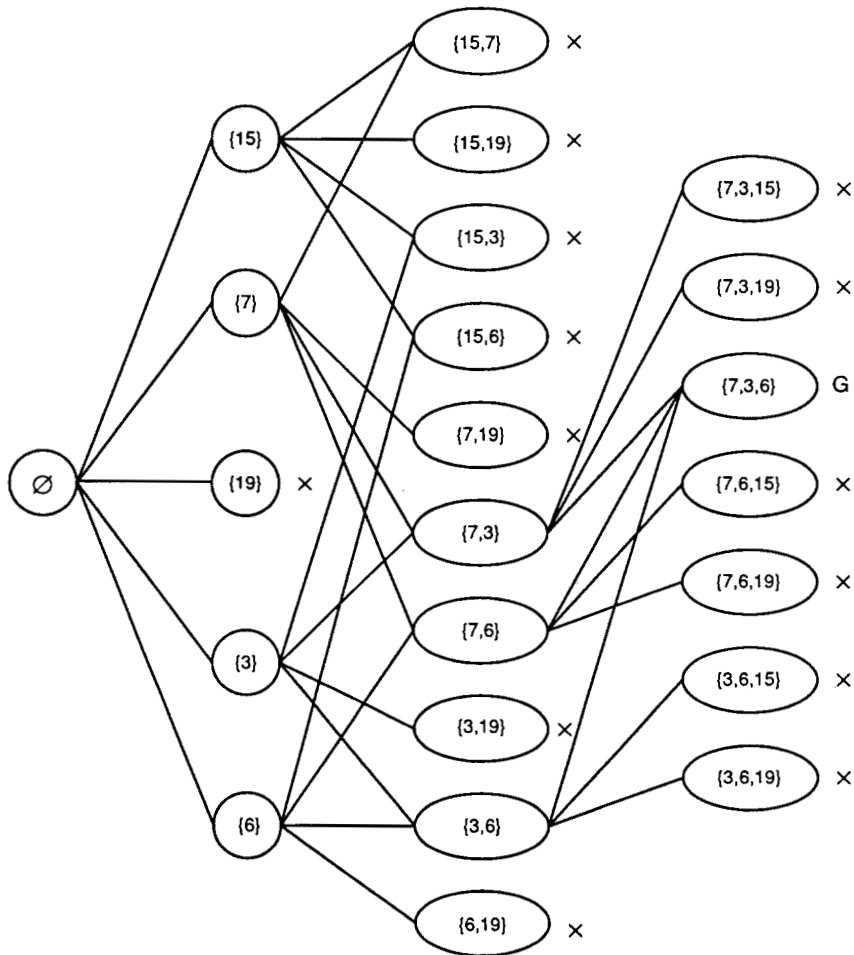 {15,7} ×
{15} {15,19} ×
{7,3,15} ×
{15,3} ×
{7,3,19} ×
{7} {15,6} ×
{7,3,6} G
{7,19} ×
∅ {19} × {7,6,15} ×
{7,3}
{7,6,19} ×
{7,6}
{3} {3,6,15} ×
{3,19} ×
{3,6,19} ×
{6} {3,6}
{6,19} ×